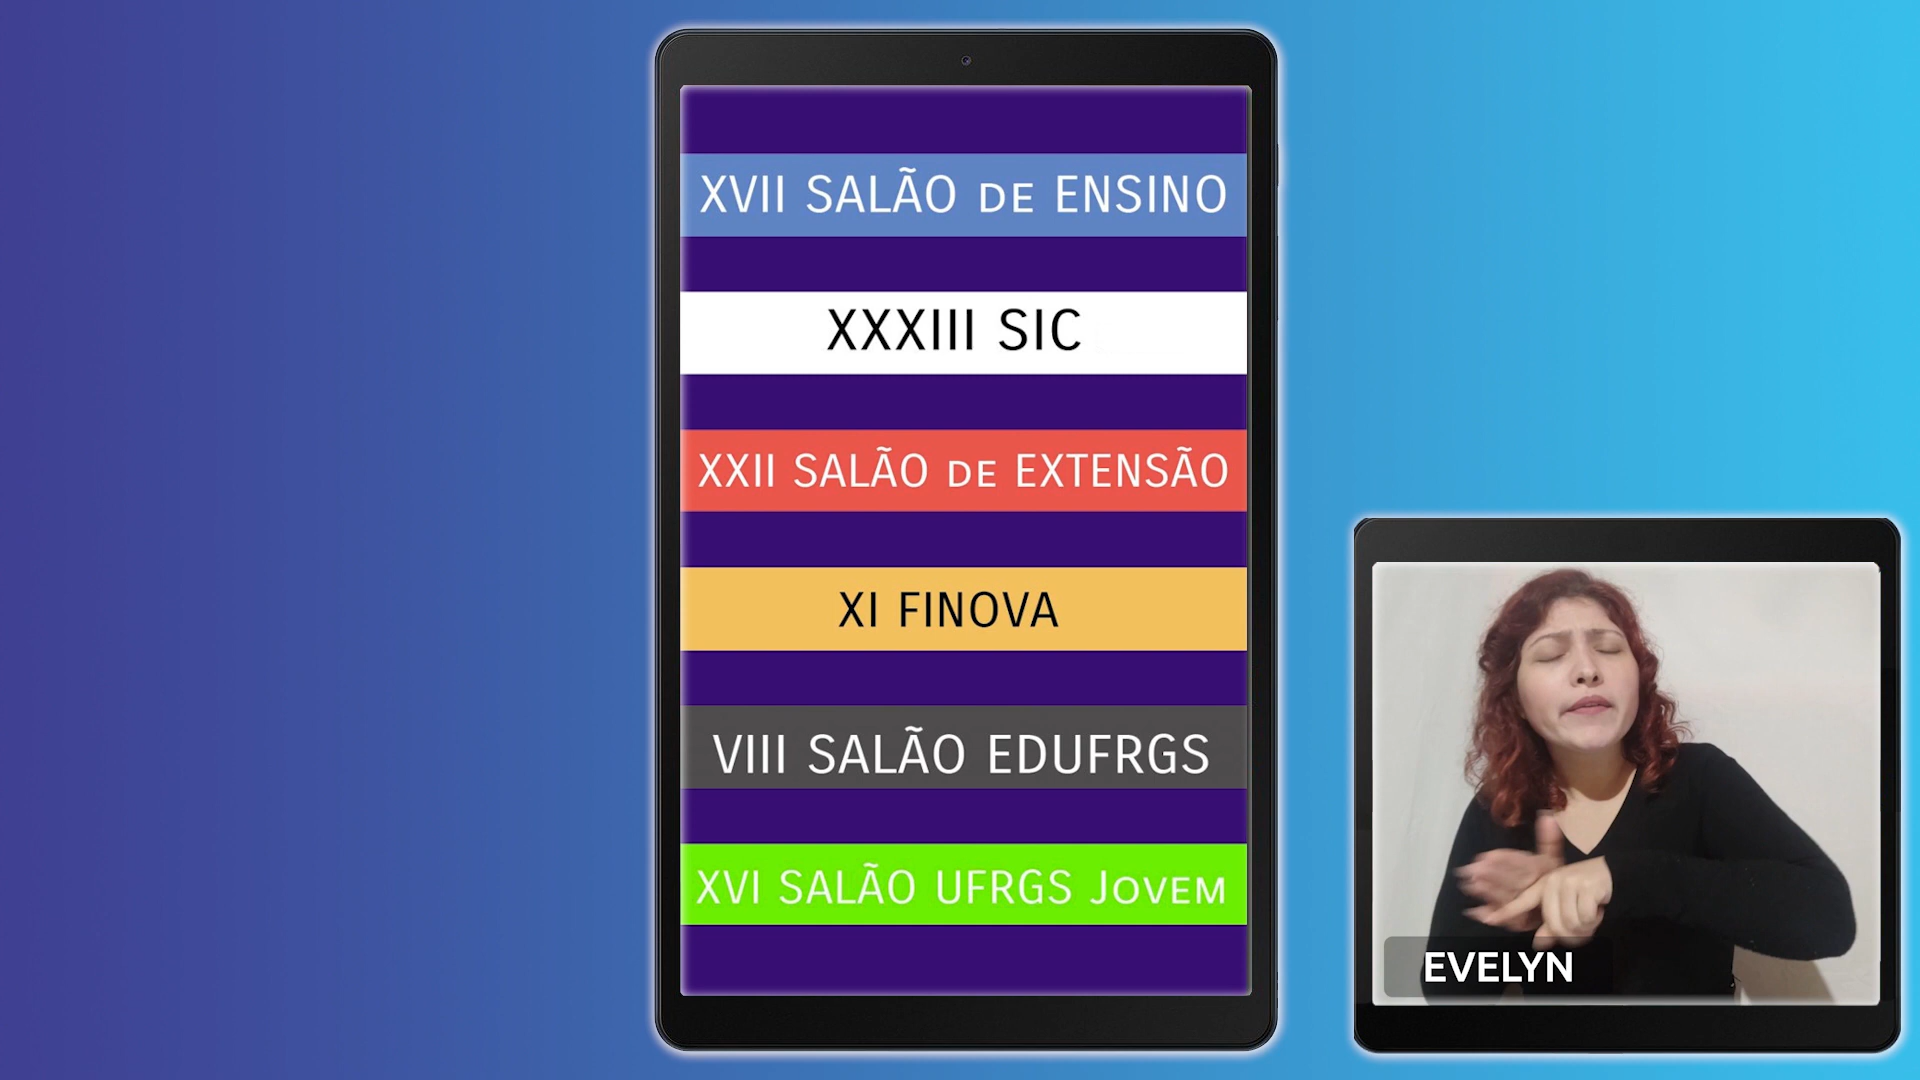 XVII SALÃO DE ENSINO
XXXIII SIC
XXII SALÃO DE EXTENSÃO
XI FINOVA
VIII SALÃO EDUFRGS
XVI SALÃO UFRGS JOVEM
EVELYN